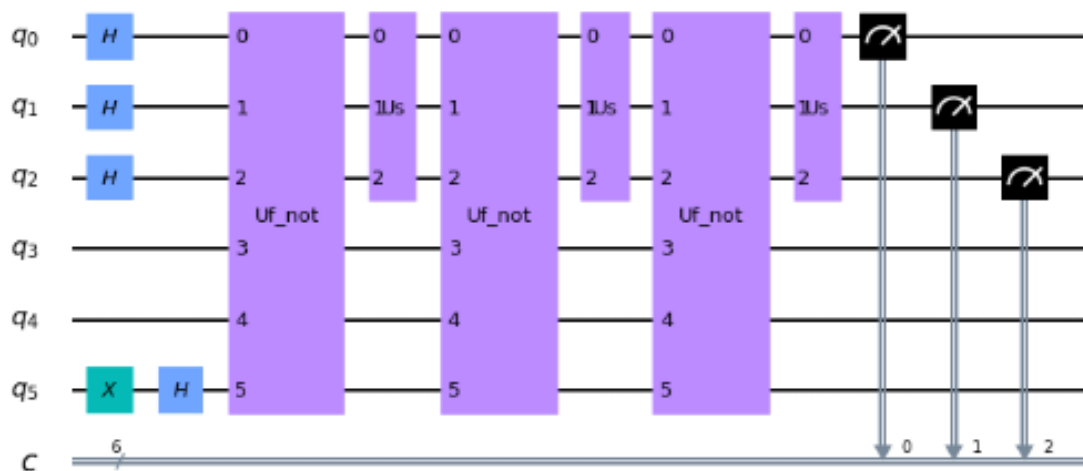 q0 H 0 0 0 0 0 0
q1 H 1 1Us 1 1Us 1 1Us
q2 H 2 2 2 2 2 2
Uf_not Uf_not Uf_not
q3 3 3 3
q4 4 4 4
q5 X H 5 5 5
6 0 1 2
c